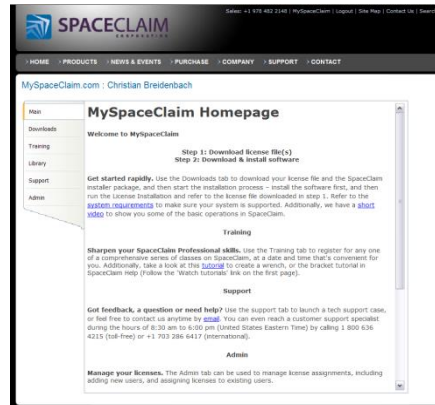 Sales: +1 978 482 2148 | MySpaceClaim | Logout | Site Map | Contact Us | Search
SPACECLAIM
CORPORATION
HOME PRODUCTS NEWS & EVENTS PURCHASE COMPANY SUPPORT CONTACT
MySpaceClaim.com : Christian Breidenbach
Main
Downloads
Training
Library
Support
Admin
MySpaceClaim Homepage
Welcome to MySpaceClaim
Step 1: Download license file(s)
Step 2: Download & install software
Get started rapidly. Use the Downloads tab to download your license file and the SpaceClaim
installer package, and then start the installation process – install the software first, and then
run the License Installation and refer to the license file downloaded in step 1. Refer to the
system requirements to make sure your system is supported. Additionally, we have a short
video to show you some of the basic operations in SpaceClaim.
Training
Sharpen your SpaceClaim Professional skills. Use the Training tab to register for any one
of a comprehensive series of classes on SpaceClaim, at a date and time that's convenient for
you. Additionally, take a look at this tutorial to create a wrench, or the bracket tutorial in
SpaceClaim Help (Follow the 'Watch tutorials' link on the first page).
Support
Got feedback, a question or need help? Use the support tab to launch a tech support case,
or feel free to contact us anytime by email. You can even reach a customer support specialist
during the hours of 8:30 am to 6:00 pm (United States Eastern Time) by calling 1 800 636
4215 (toll-free) or +1 703 286 6417 (international).
Admin
Manage your licenses. The Admin tab can be used to manage license assignments, including
adding new users, and assigning licenses to existing users.